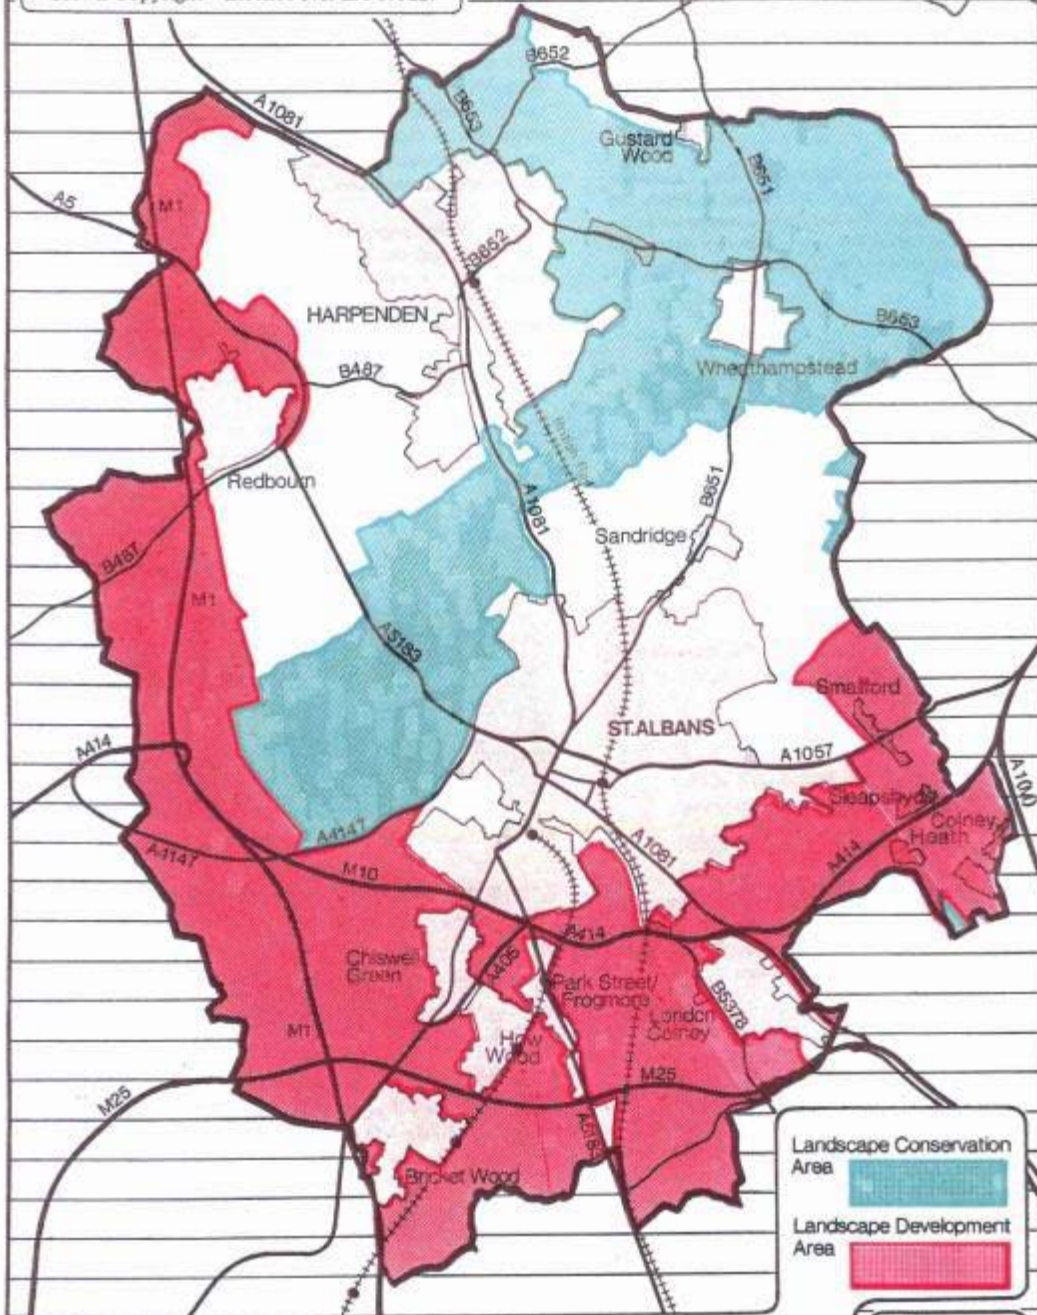 B652
A1081
B653
Gustard
Wood
B651
A5
M1
B652
HARPENDEN
B653
B487
Wheathampstead
Redbourn
A1081
B651
Sandridge
B487
M1
A5183
Smallford
ST.ALBANS
A414
A1057
Sleapshyde
Colney
Heath
A4147
A4147
A1081
A414
M10
A414
Chiswell
Green
A405
Park Street/
Frogmore
B5378
London
Colney
M1
How
Wood
M25
M25
Bricket Wood
Landscape Conservation
Area
Landscape Development
Area